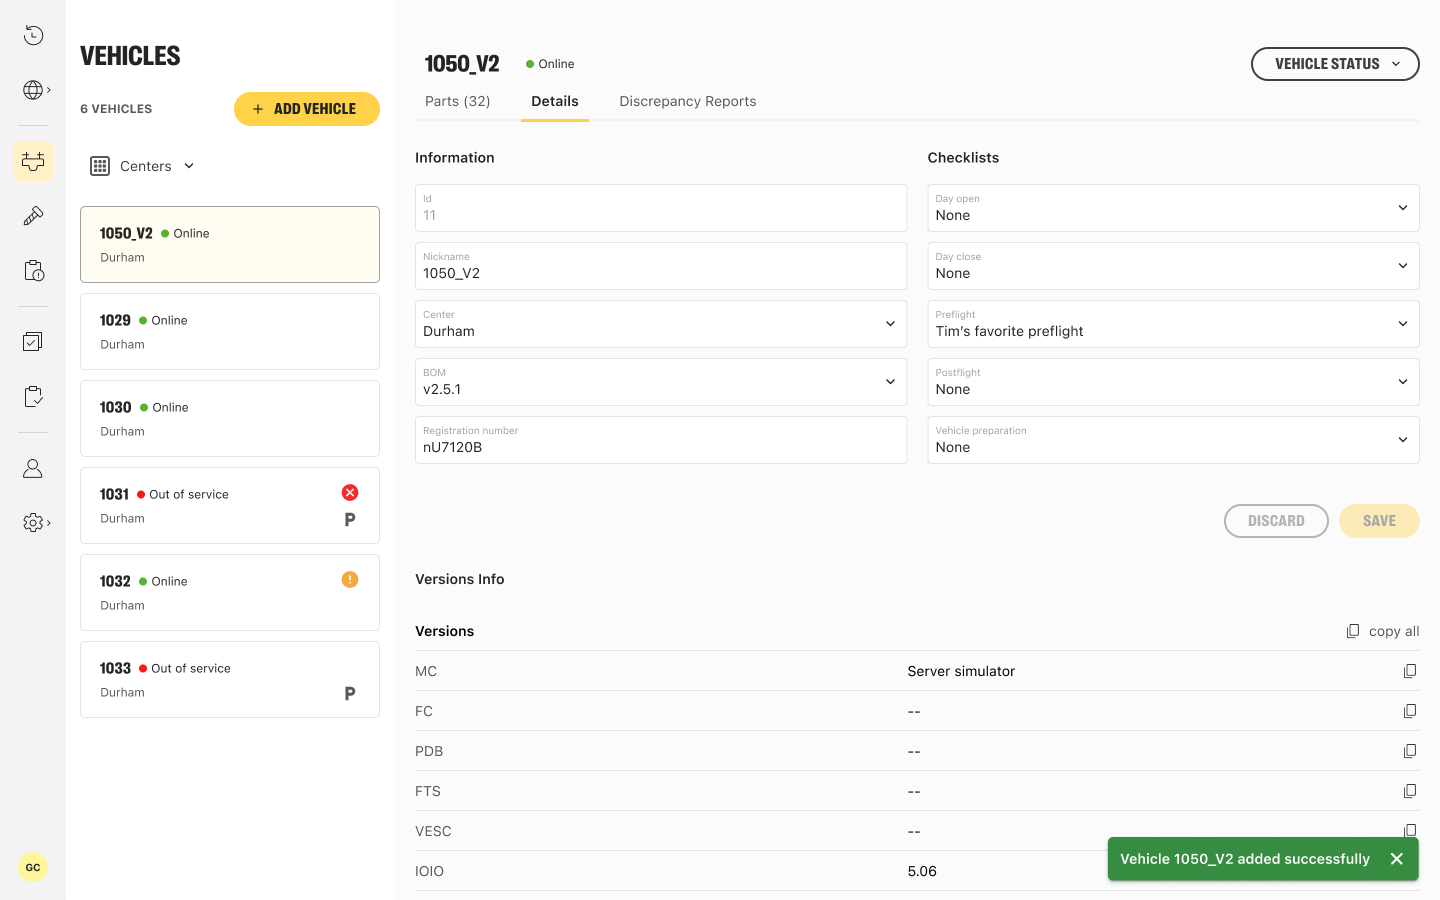 VEHICLES
6 VEHICLES
+ ADD VEHICLE
Centers
1050_V2 Online
Durham
1029 Online
Durham
1030 Online
Durham
1031 Out of service
Durham
P
1032 Online
Durham
1033 Out of service
Durham
P
GC
1050_V2 Online
VEHICLE STATUS
Parts (32) Details Discrepancy Reports
Information
Id
11
Nickname
1050_V2
Center
Durham
BOM
v2.5.1
Registration number
nU7120B
Checklists
Day open
None
Day close
None
Preflight
Tim's favorite preflight
Postflight
None
Vehicle preparation
None
DISCARD SAVE
Versions Info
Versions copy all
MC Server simulator
FC --
PDB --
FTS --
VESC --
IOIO 5.06
Vehicle 1050_V2 added successfully